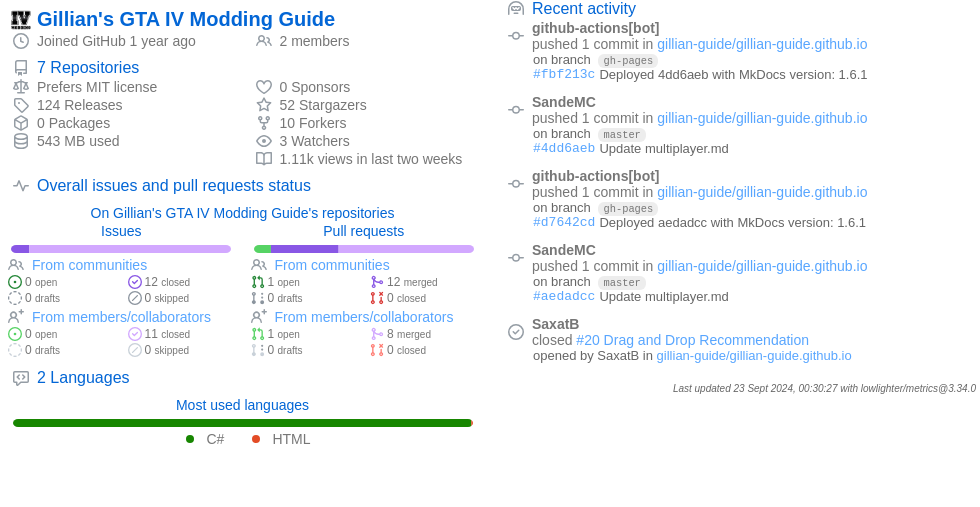 Gillian's GTA IV Modding Guide
Joined GitHub 1 year ago
2 members
7 Repositories
Prefers MIT license
124 Releases
0 Packages
543 MB used
0 Sponsors
52 Stargazers
10 Forkers
3 Watchers
1.11k views in last two weeks
Overall issues and pull requests status
On Gillian's GTA IV Modding Guide's repositories
Issues
From communities
0 open
12 closed
0 drafts
0 skipped
From members/collaborators
0 open
11 closed
0 drafts
0 skipped
Pull requests
From communities
1 open
12 merged
0 drafts
0 closed
From members/collaborators
1 open
8 merged
0 drafts
0 closed
2 Languages
Most used languages
C#
HTML
Recent activity
github-actions[bot]
pushed 1 commit in gillian-guide/gillian-guide.github.io
on branch gh-pages
#fbf213c Deployed 4dd6aeb with MkDocs version: 1.6.1
SandeMC
pushed 1 commit in gillian-guide/gillian-guide.github.io
on branch master
#4dd6aeb Update multiplayer.md
github-actions[bot]
pushed 1 commit in gillian-guide/gillian-guide.github.io
on branch gh-pages
#d7642cd Deployed aedadcc with MkDocs version: 1.6.1
SandeMC
pushed 1 commit in gillian-guide/gillian-guide.github.io
on branch master
#aedadcc Update multiplayer.md
SaxatB
closed #20 Drag and Drop Recommendation
opened by SaxatB in gillian-guide/gillian-guide.github.io
Last updated 23 Sept 2024, 00:30:27 with lowlighter/metrics@3.34.0